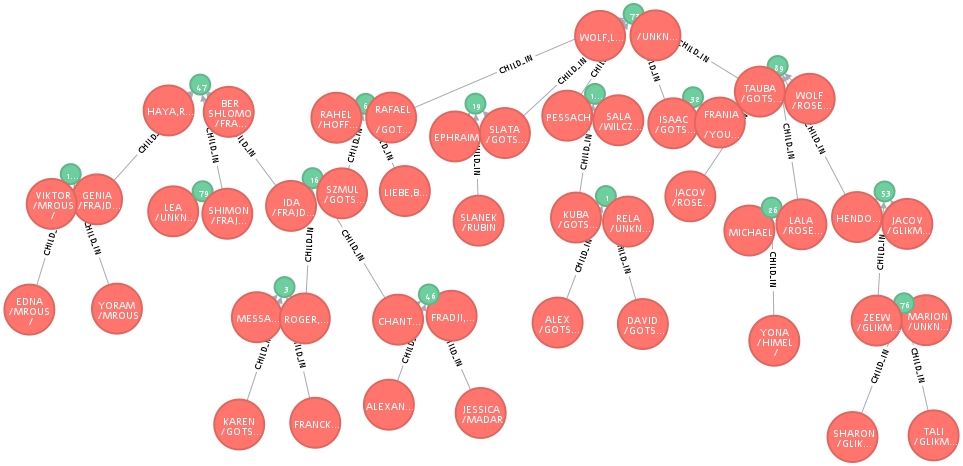 WOLF,L...
77
/UNKN...
CHILD_IN
CHILD_IN
CHILD_IN
CHILD_IN
CHILD_IN
47
HAYA,R...
BER
SHLOMO
/FRA...
RAHEL
/HOFF...
6
RAFAEL
/GOT...
19
EPHRAIM
SLATA
/GOTS...
1...
PESSACH
SALA
/WILCZ...
32
ISAAC
/GOTS...
FRANIA
/YOU...
89
TAUBA
/GOTS...
WOLF
/ROSE...
CHILD_IN
CHILD_IN
CHILD_IN
CHILD_IN
CHILD_IN
CHILD_IN
CHILD_IN
CHILD_IN
CHILD_IN
1...
VIKTOR
/MROUS
/
GENIA
/FRAJD...
79
LEA
/UNKN...
SHIMON
/FRAJ...
16
IDA
/FRAJD...
SZMUL
/GOTS...
LIEBE,B...
SLANEK
/RUBIN
1
KUBA
/GOTS...
RELA
/UNKN...
JACOV
/ROSE...
86
MICHAEL
LALA
/ROSE...
53
HENDO...
JACOV
/GLIKM...
CHILD_IN
CHILD_IN
CHILD_IN
CHILD_IN
CHILD_IN
CHILD_IN
CHILD_IN
CHILD_IN
EDNA
/MROUS
/
YORAM
/MROUS
3
MESSA...
ROGER,...
46
CHANT...
FRADJI,...
ALEX
/GOTS...
DAVID
/GOTS...
YONA
/HIMEL
/
76
ZEEW
/GLIKM...
MARION
/UNKN...
CHILD_IN
CHILD_IN
CHILD_IN
CHILD_IN
CHILD_IN
KAREN
/GOTS...
FRANCK...
ALEXAN...
JESSICA
/MADAR
SHARON
/GLIK...
TALI
/GLIKM...